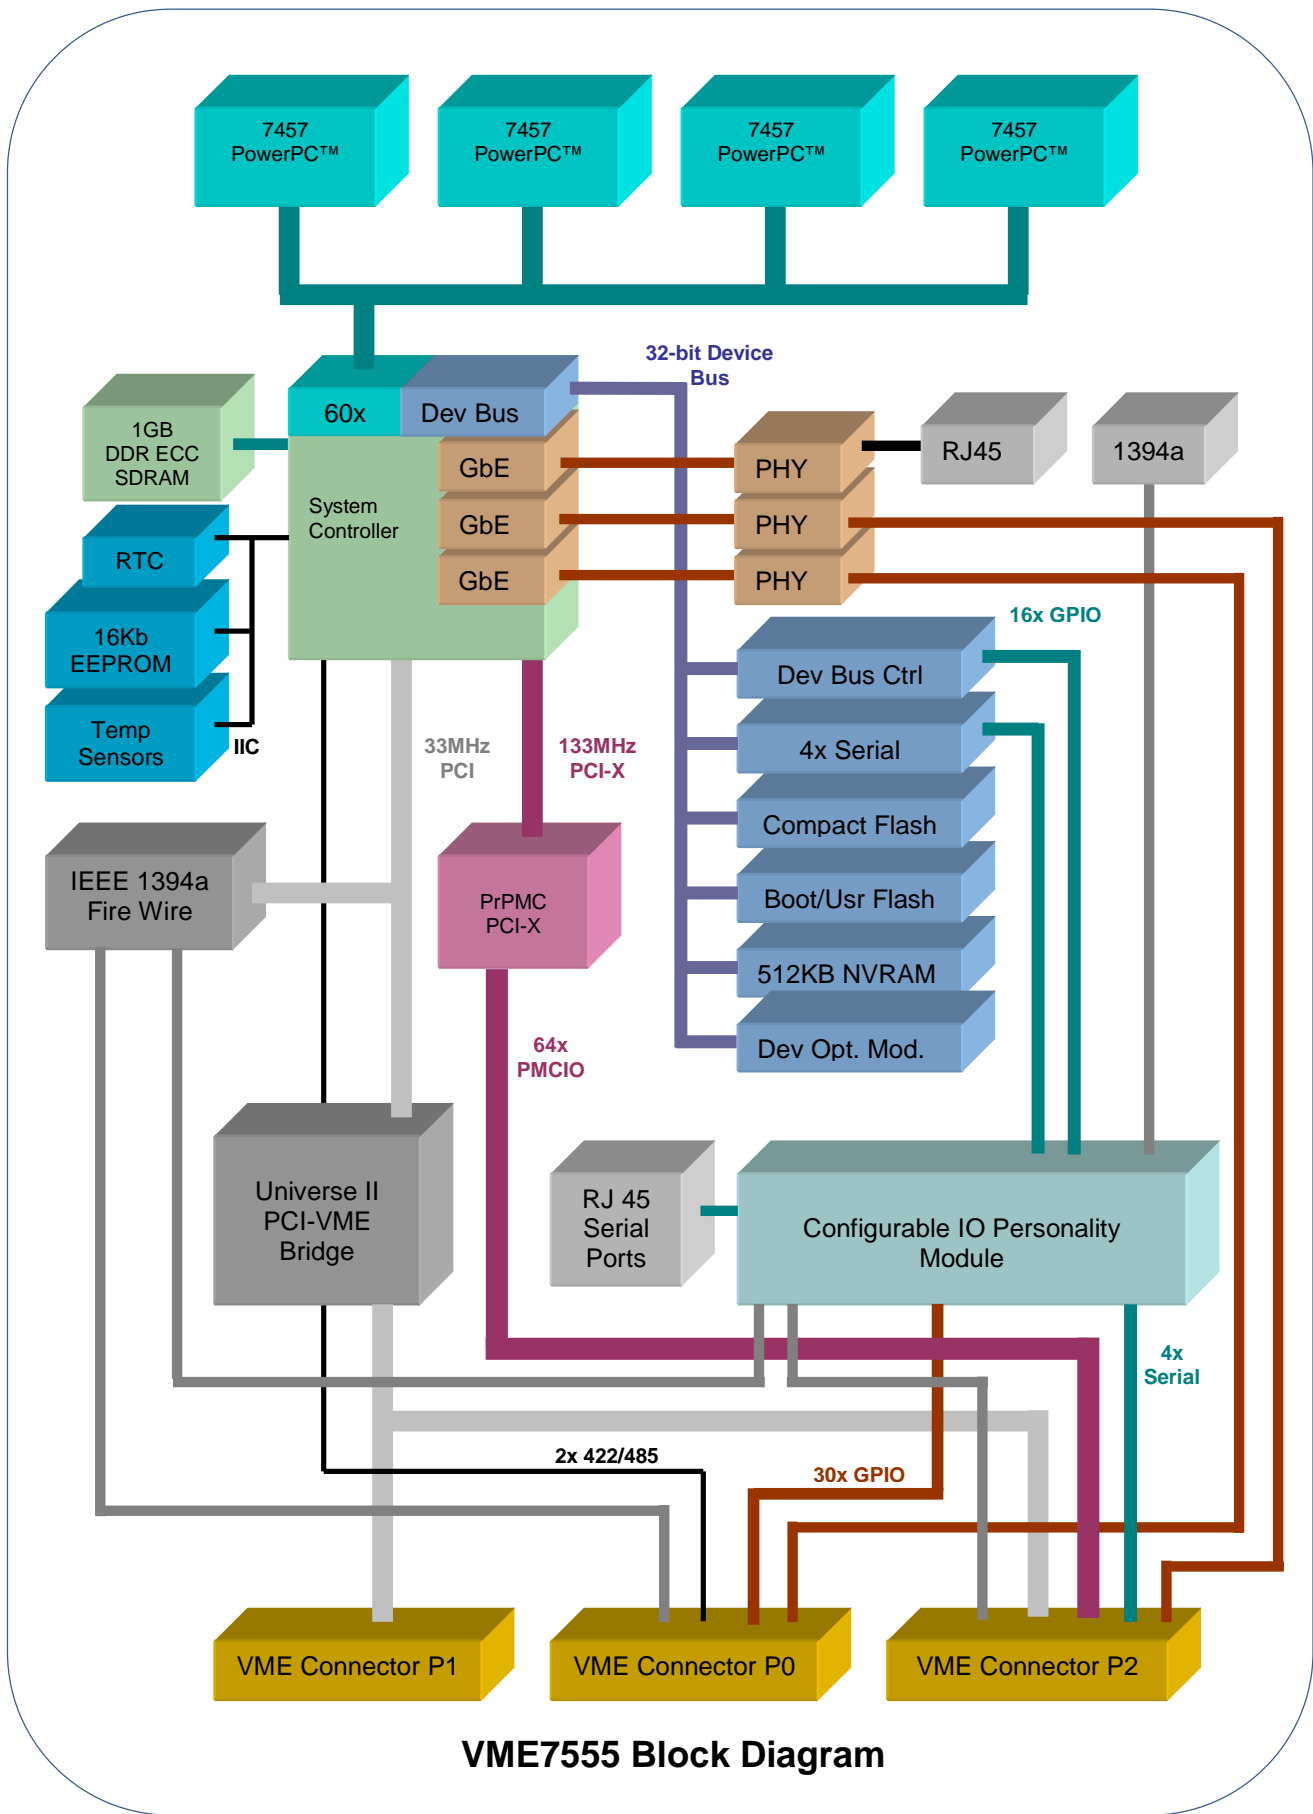 7457
PowerPC™
7457
PowerPC™
7457
PowerPC™
7457
PowerPC™
32-bit Device
Bus
60x
Dev Bus
1GB
DDR ECC
SDRAM
GbE
PHY
RJ45
1394a
System
Controller
GbE
PHY
RTC
GbE
PHY
16x GPIO
16Kb
EEPROM
Dev Bus Ctrl
Temp
Sensors
IIC
33MHz
PCI
133MHz
PCI-X
4x Serial
Compact Flash
IEEE 1394a
Fire Wire
PrPMC
PCI-X
Boot/Usr Flash
512KB NVRAM
64x
PMCIO
Dev Opt. Mod.
Universe II
PCI-VME
Bridge
RJ 45
Serial
Ports
Configurable IO Personality
Module
4x
Serial
2x 422/485
30x GPIO
VME Connector P1
VME Connector P0
VME Connector P2
VME7555 Block Diagram